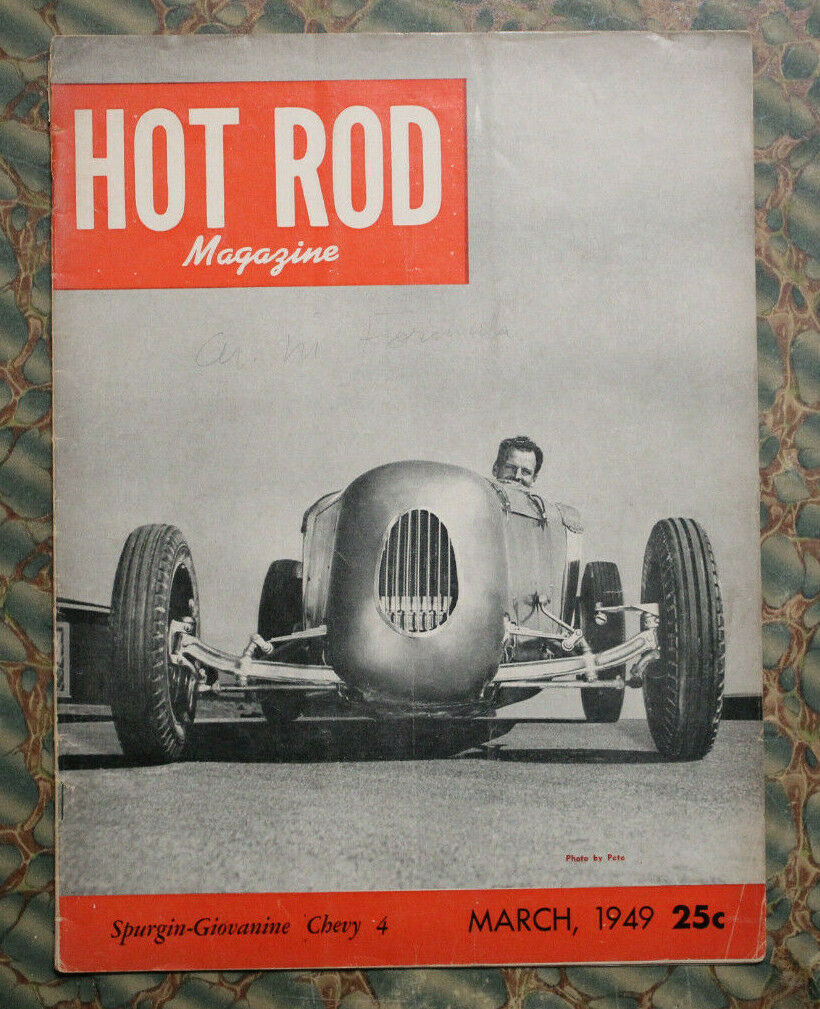 HOT ROD
Magazine
Photo by Pete
Spurgin-Giovanine Chevy 4 MARCH, 1949 25c